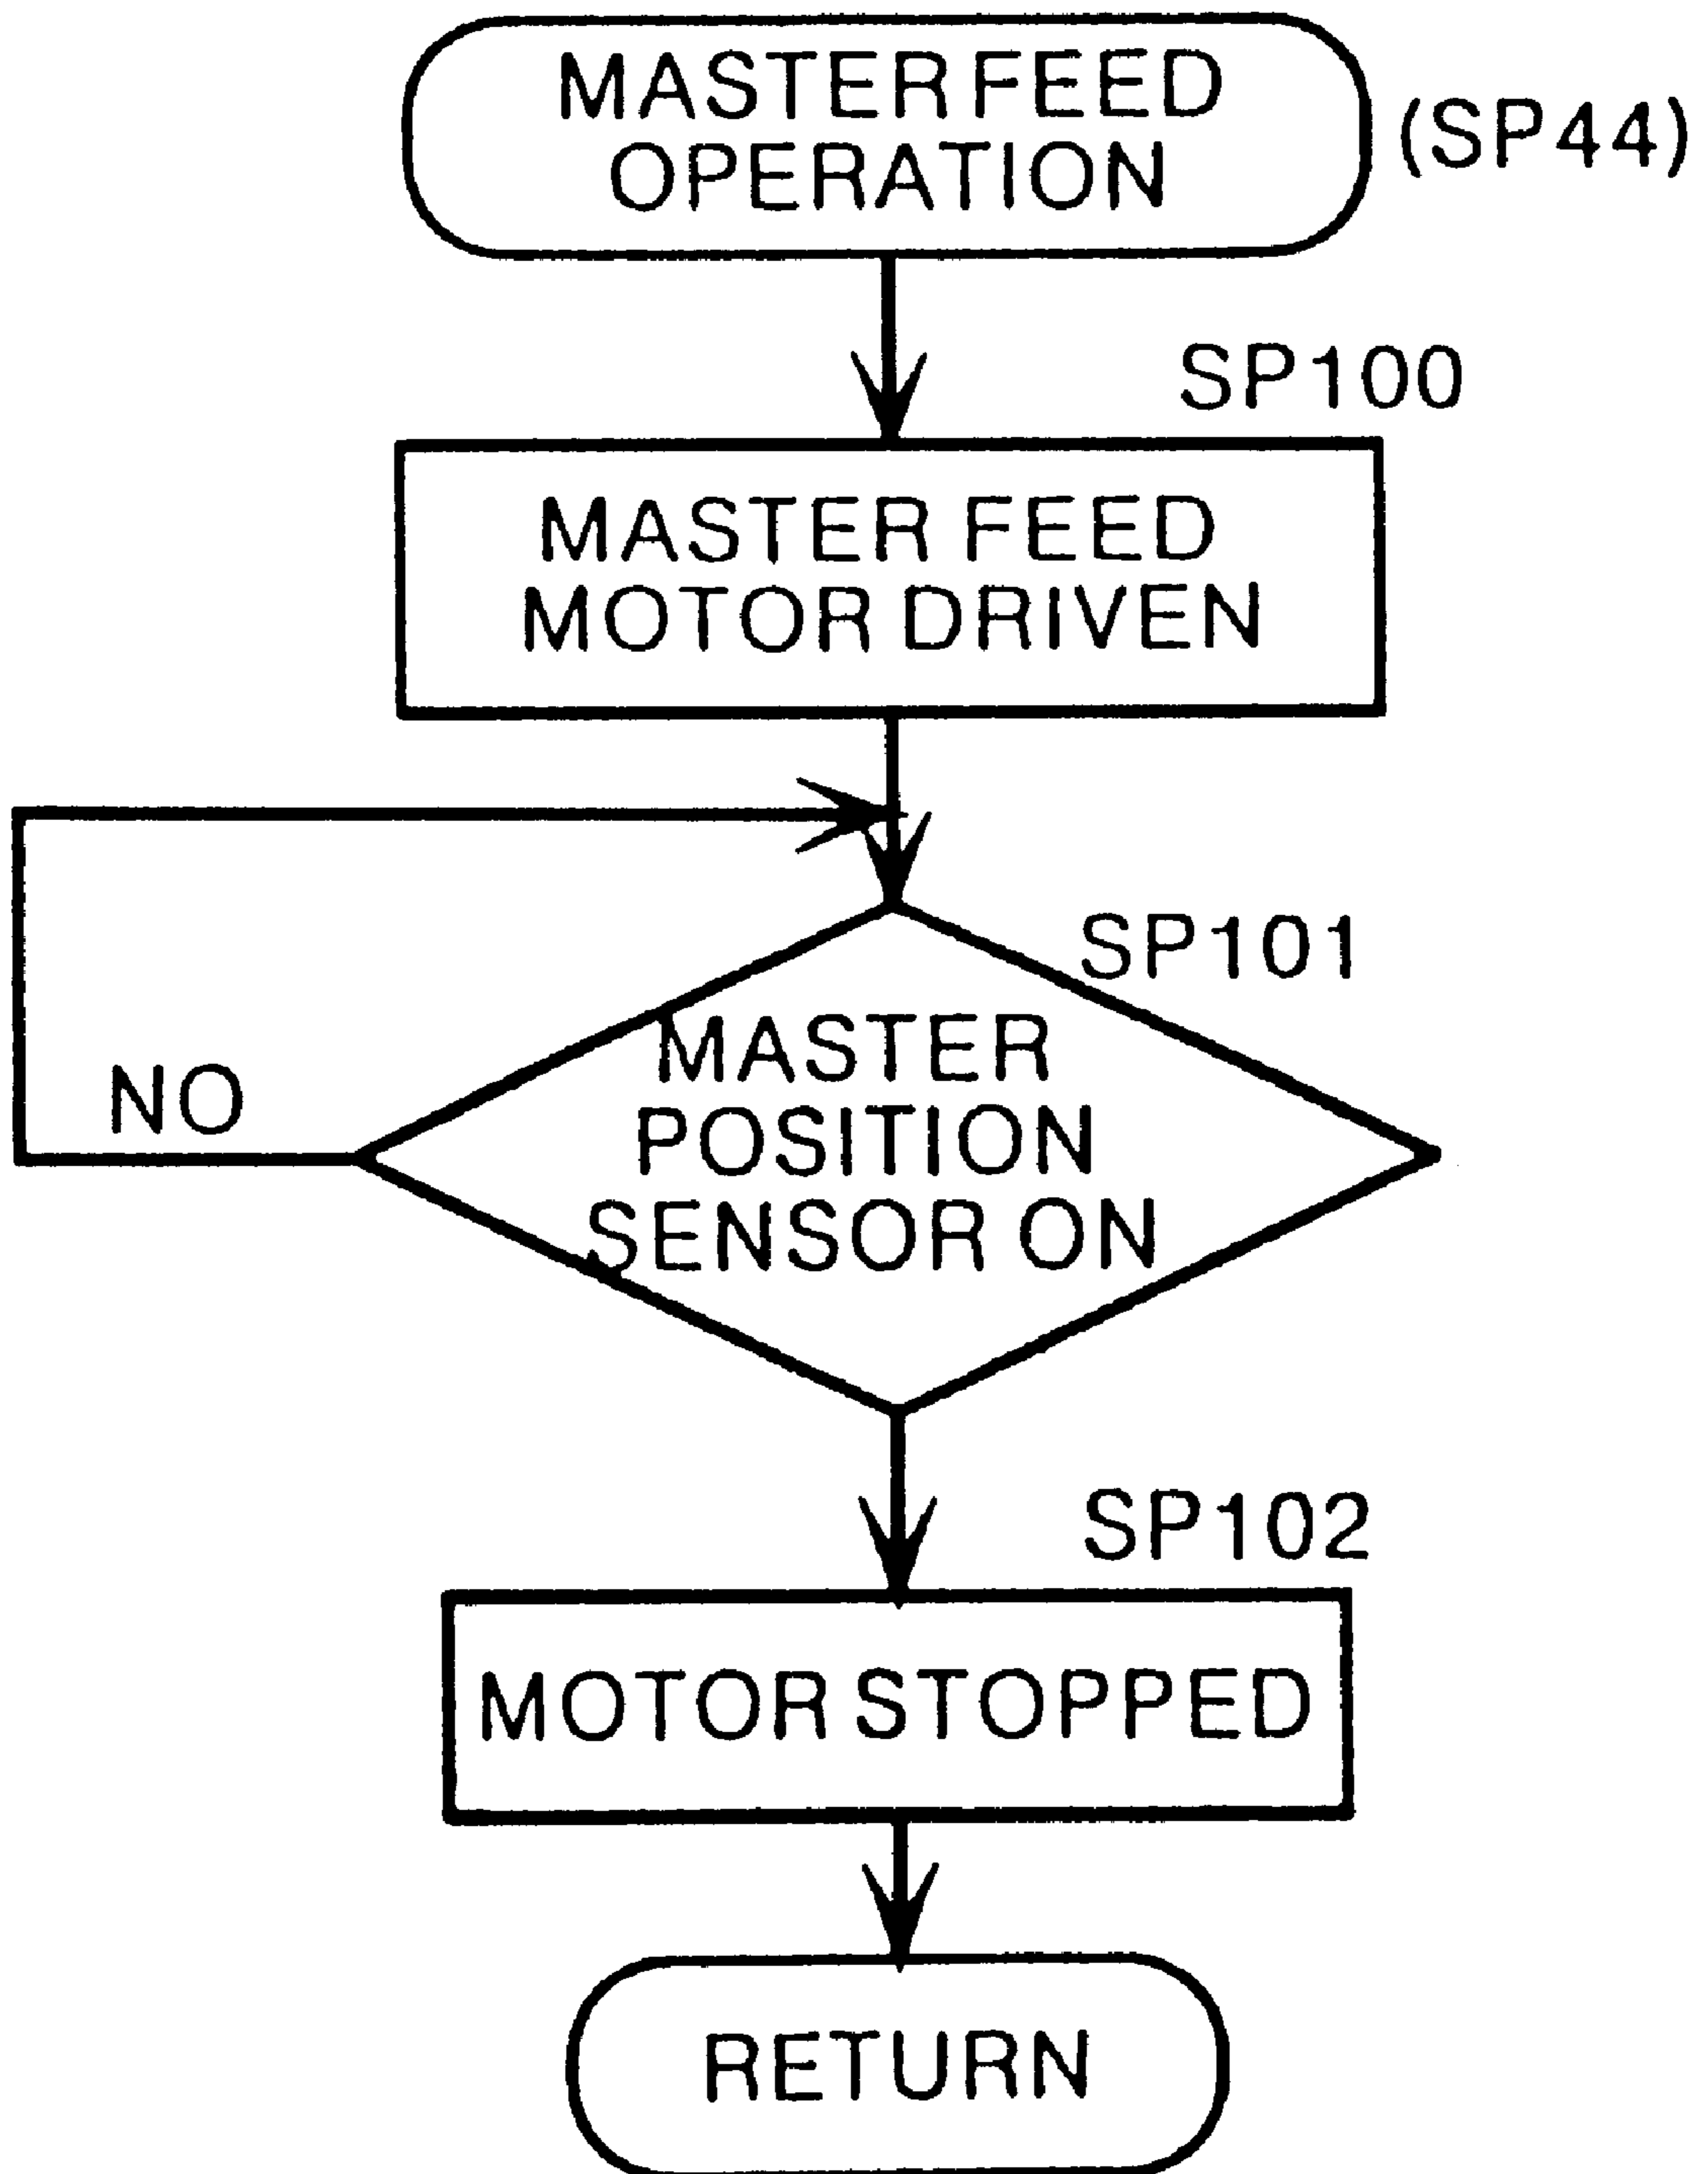 MASTER FEED
OPERATION
(SP44)
SP100
MASTER FEED
MOTOR DRIVEN
SP101
MASTER
POSITION
SENSOR ON
NO
SP102
MOTOR STOPPED
RETURN